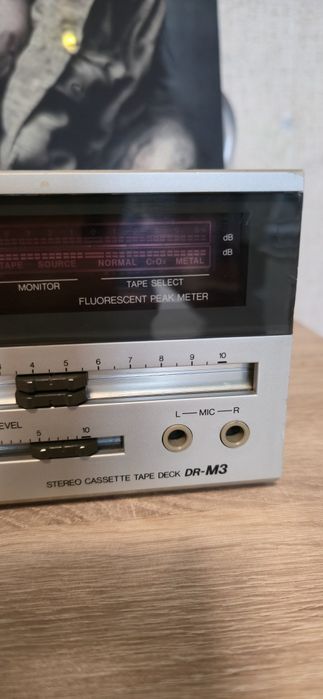 dB
dB
TAPE SOURCE NORMAL CrO₂ METAL
MONITOR TAPE SELECT
FLUORESCENT PEAK METER
4 5 6 7 8 9 10
EVEL
5 10
L — MIC — R
STEREO CASSETTE TAPE DECK DR-M3